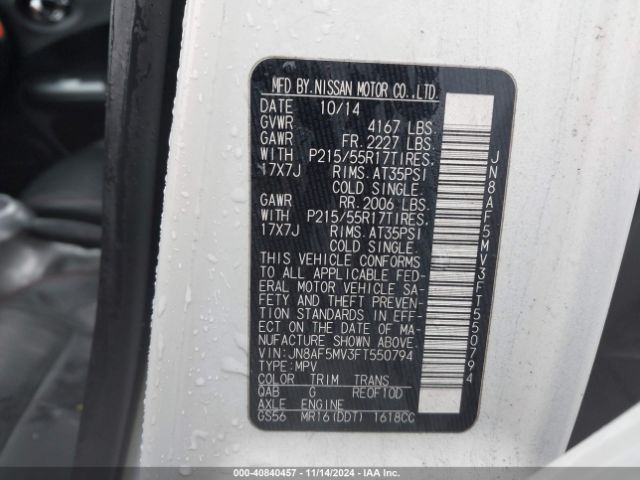 MFD BY.NISSAN MOTOR CO.,LTD.
DATE 10/14
GVWR 4167 LBS.
GAWR FR.2227 LBS.
WITH P215/55R17TIRES.
17X7J RIMS.AT35PSI
COLD SINGLE.
GAWR RR.2006 LBS.
WITH P215/55R17TIRES.
17X7J RIMS.AT35PSI
COLD SINGLE.
THIS VEHICLE CONFORMS
TO ALL APPLICABLE FED-
ERAL MOTOR VEHICLE SA-
FETY AND THEFT PREVEN-
TION STANDARDS IN EFF-
ECT ON THE DATE OF MA-
NUFACTURE SHOWN ABOVE.
VIN:JN8AF5MV3FT550794
TYPE:MPV
COLOR TRIM TRANS
QAB G RE0F10D
AXLE ENGINE
GS56 MR16(DDT) 1618CC
JN8AF5MV3FT550794
000-40840457 - 11/14/2024 - IAAI.COM